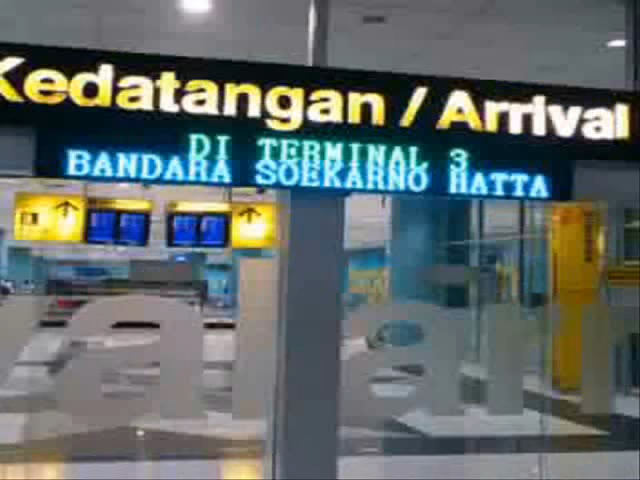 Kedatangan / Arrival
DI TERMINAL 3
BANDARA SOEKARNO HATTA